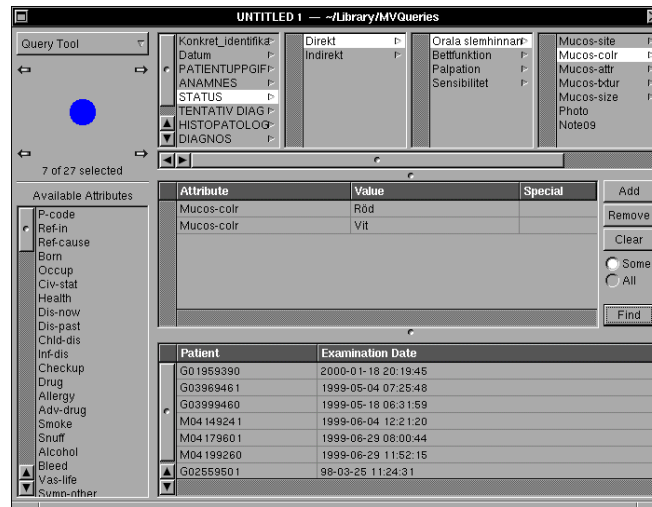 UNTITLED 1 — ~/Library/MVQueries
Query Tool
7 of 27 selected
Available Attributes
P-code
Ref-in
Ref-cause
Born
Occup
Civ-stat
Health
Dis-now
Dis-past
Chld-dis
Inf-dis
Checkup
Drug
Allergy
Adv-drug
Smoke
Snuff
Alcohol
Bleed
Vas-life
Symp-other
Konkret_identifika
Datum
PATIENTUPPGIF
ANAMNES
STATUS
TENTATIV DIAG
HISTOPATOLOG
DIAGNOS
Direkt
Indirekt
Orala slemhinnan
Bettfunktion
Palpation
Sensibilitet
Mucos-site
Mucos-colr
Mucos-attr
Mucos-txtur
Mucos-size
Photo
Note09
Attribute Value Special
Mucos-colr Röd
Mucos-colr Vit
Add
Remove
Clear
Some
All
Find
Patient Examination Date
G01959390 2000-01-18 20:19:45
G03969461 1999-05-04 07:25:48
G03999460 1999-05-18 06:31:59
M04149241 1999-06-04 12:21:20
M04179601 1999-06-29 08:00:44
M04199260 1999-06-29 11:52:15
G02559501 98-03-25 11:24:31